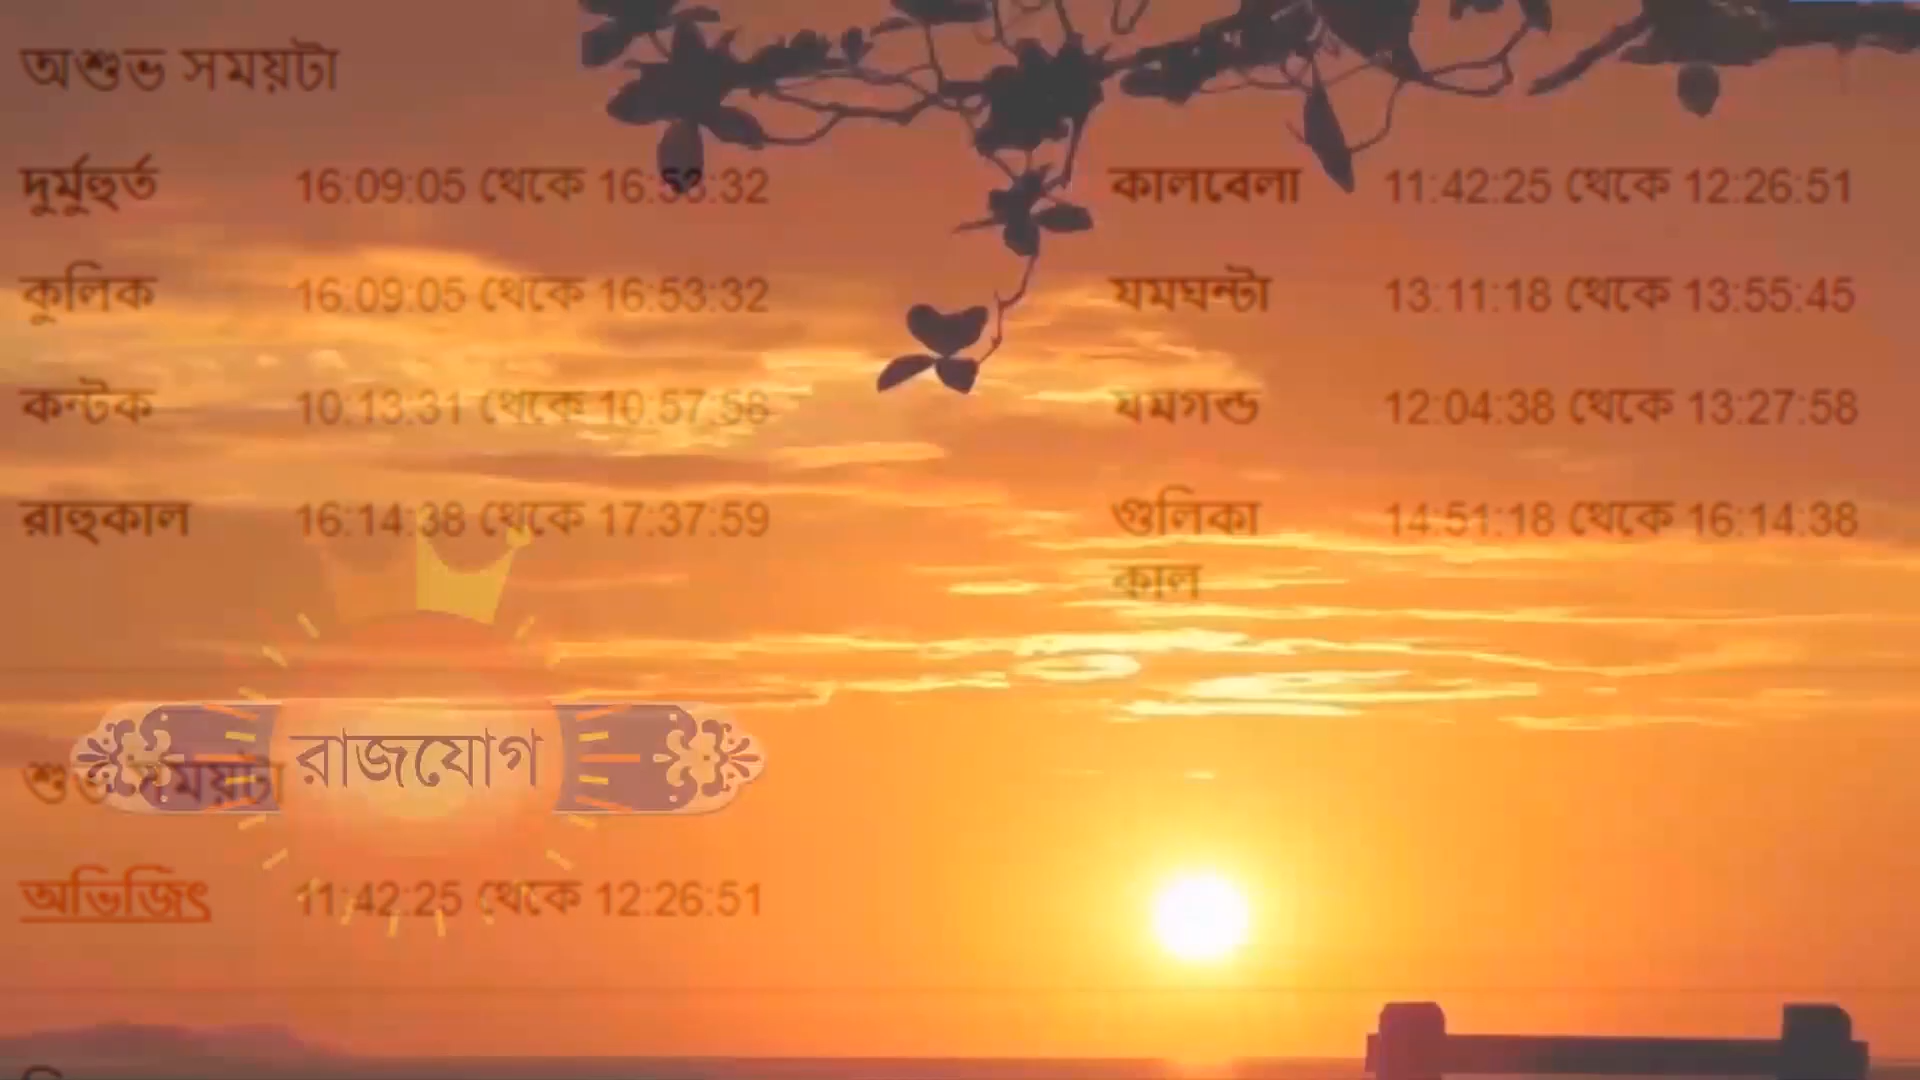 অশুভ সময়টা
দুর্মুহুর্ত 16:09:05 থেকে 16:53:32 কালবেলা 11:42:25 থেকে 12:26:51
কুলিক 16:09:05 থেকে 16:53:32 যমঘন্টা 13:11:18 থেকে 13:55:45
কন্টক 10:13:31 থেকে 10:57:58 যমগন্ড 12:04:38 থেকে 13:27:58
রাহুকাল 16:14:38 থেকে 17:37:59 গুলিকা 14:51:18 থেকে 16:14:38
কাল
রাজযোগ
শুভ সময়টা
অভিজিৎ 11:42:25 থেকে 12:26:51